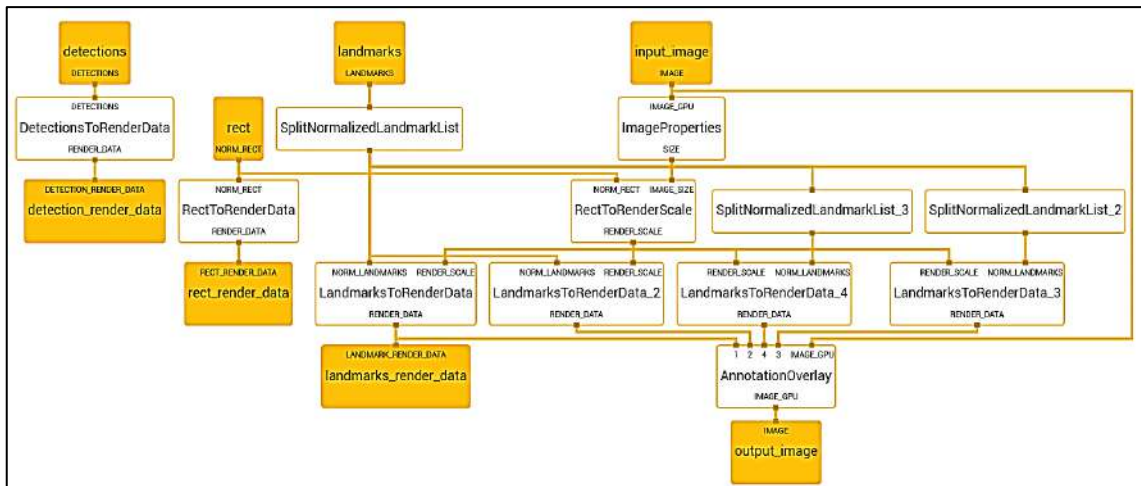 detections
DETECTIONS
landmarks
LANDMARKS
input_image
IMAGE
DETECTIONS
DetectionsToRenderData
RENDER_DATA
rect
NORM_RECT
SplitNormalizedLandmarkList
IMAGE_GPU
ImageProperties
SIZE
DETECTION_RENDER_DATA
detection_render_data
NORM_RECT
RectToRenderData
RENDER_DATA
NORM_RECT IMAGE_SIZE
RectToRenderScale
RENDER_SCALE
SplitNormalizedLandmarkList_3
SplitNormalizedLandmarkList_2
RECT_RENDER_DATA
rect_render_data
NORM_LANDMARKS RENDER_SCALE
LandmarksToRenderData
RENDER_DATA
NORM_LANDMARKS RENDER_SCALE
LandmarksToRenderData_2
RENDER_DATA
RENDER_SCALE NORM_LANDMARKS
LandmarksToRenderData_4
RENDER_DATA
RENDER_SCALE NORM_LANDMARKS
LandmarksToRenderData_3
RENDER_DATA
LANDMARK_RENDER_DATA
landmarks_render_data
1 2 4 3 IMAGE_GPU
AnnotationOverlay
IMAGE_GPU
IMAGE
output_image